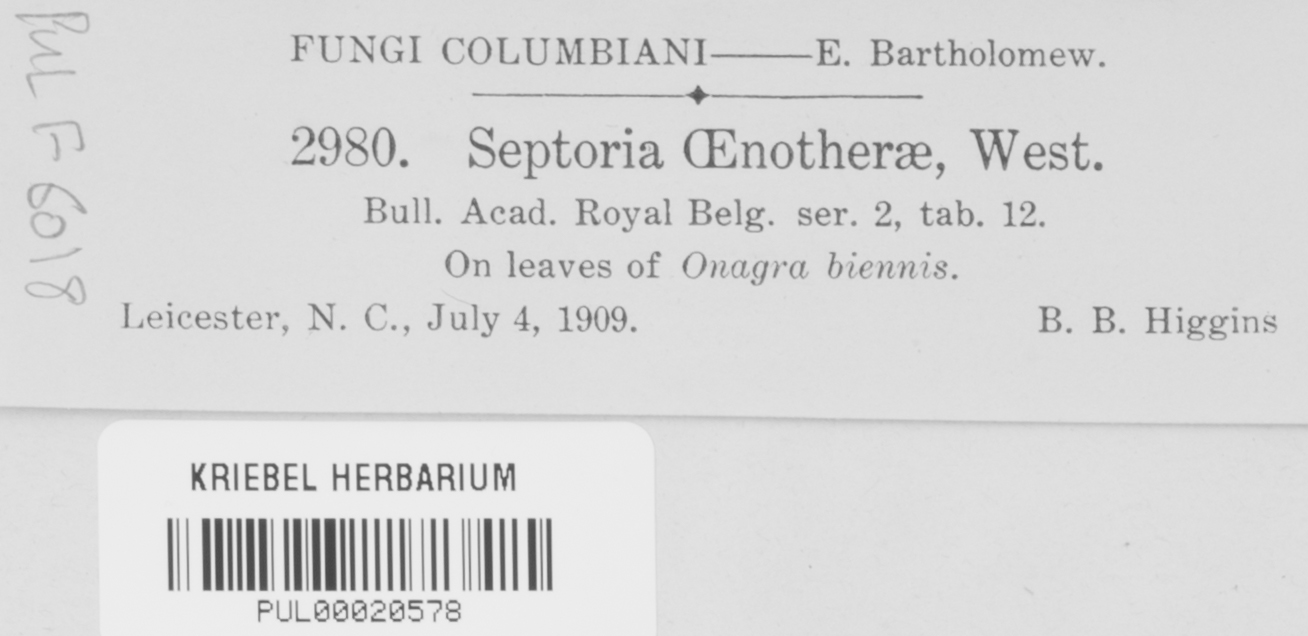 PUL F 6018
FUNGI COLUMBIANI——E. Bartholomew.
2980. Septoria Œnotheræ, West.
Bull. Acad. Royal Belg. ser. 2, tab. 12.
On leaves of Onagra biennis.
Leicester, N. C., July 4, 1909. B. B. Higgins
KRIEBEL HERBARIUM
PUL00020578